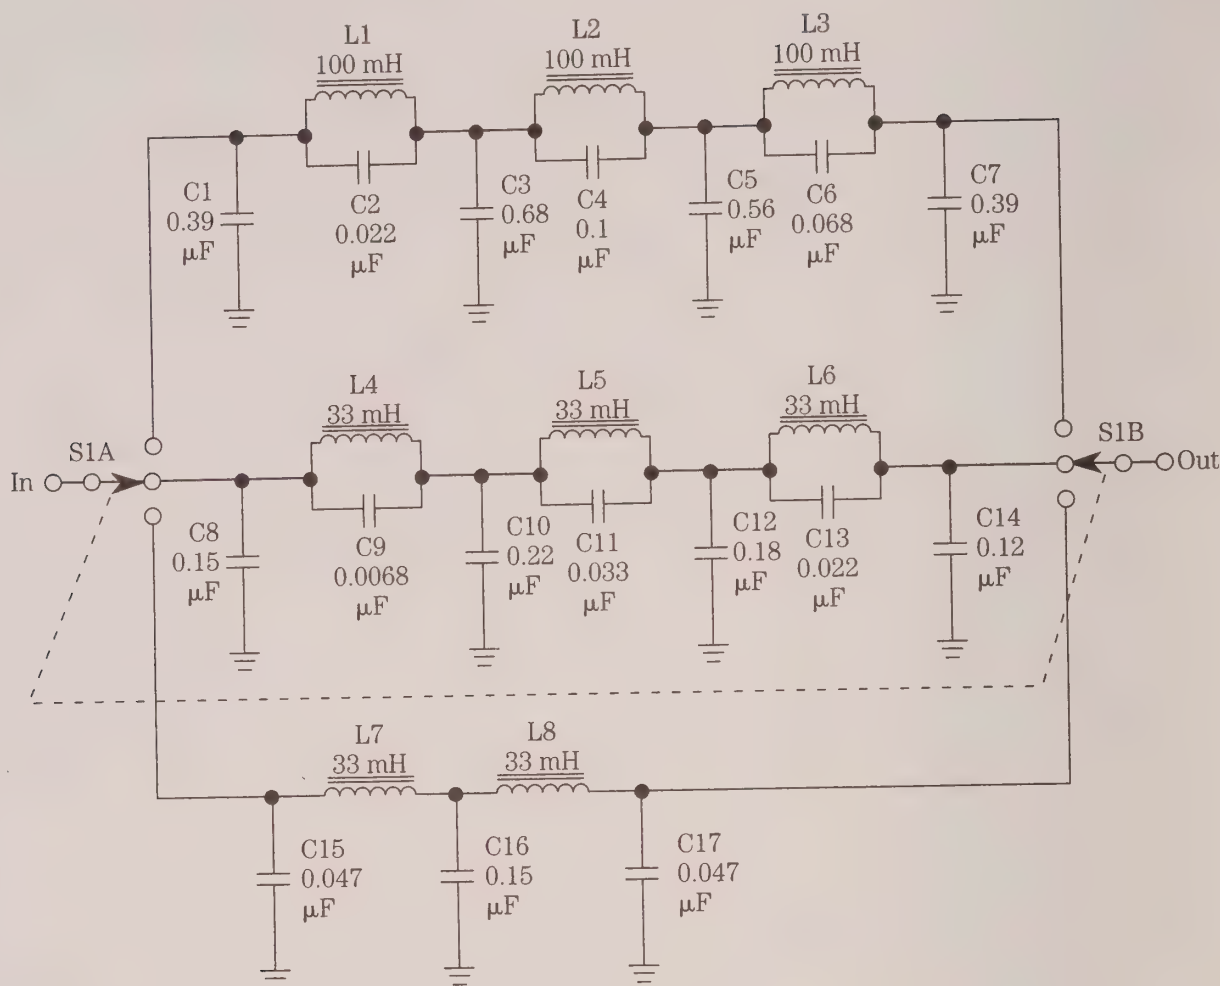 L1
100 mH
L2
100 mH
L3
100 mH
C1
0.39
µF
C2
0.022
µF
C3
0.68
µF
C4
0.1
µF
C5
0.56
µF
C6
0.068
µF
C7
0.39
µF
L4
33 mH
L5
33 mH
L6
33 mH
In
S1A
S1B
Out
C8
0.15
µF
C9
0.0068
µF
C10
0.22
µF
C11
0.033
µF
C12
0.18
µF
C13
0.022
µF
C14
0.12
µF
L7
33 mH
L8
33 mH
C15
0.047
µF
C16
0.15
µF
C17
0.047
µF